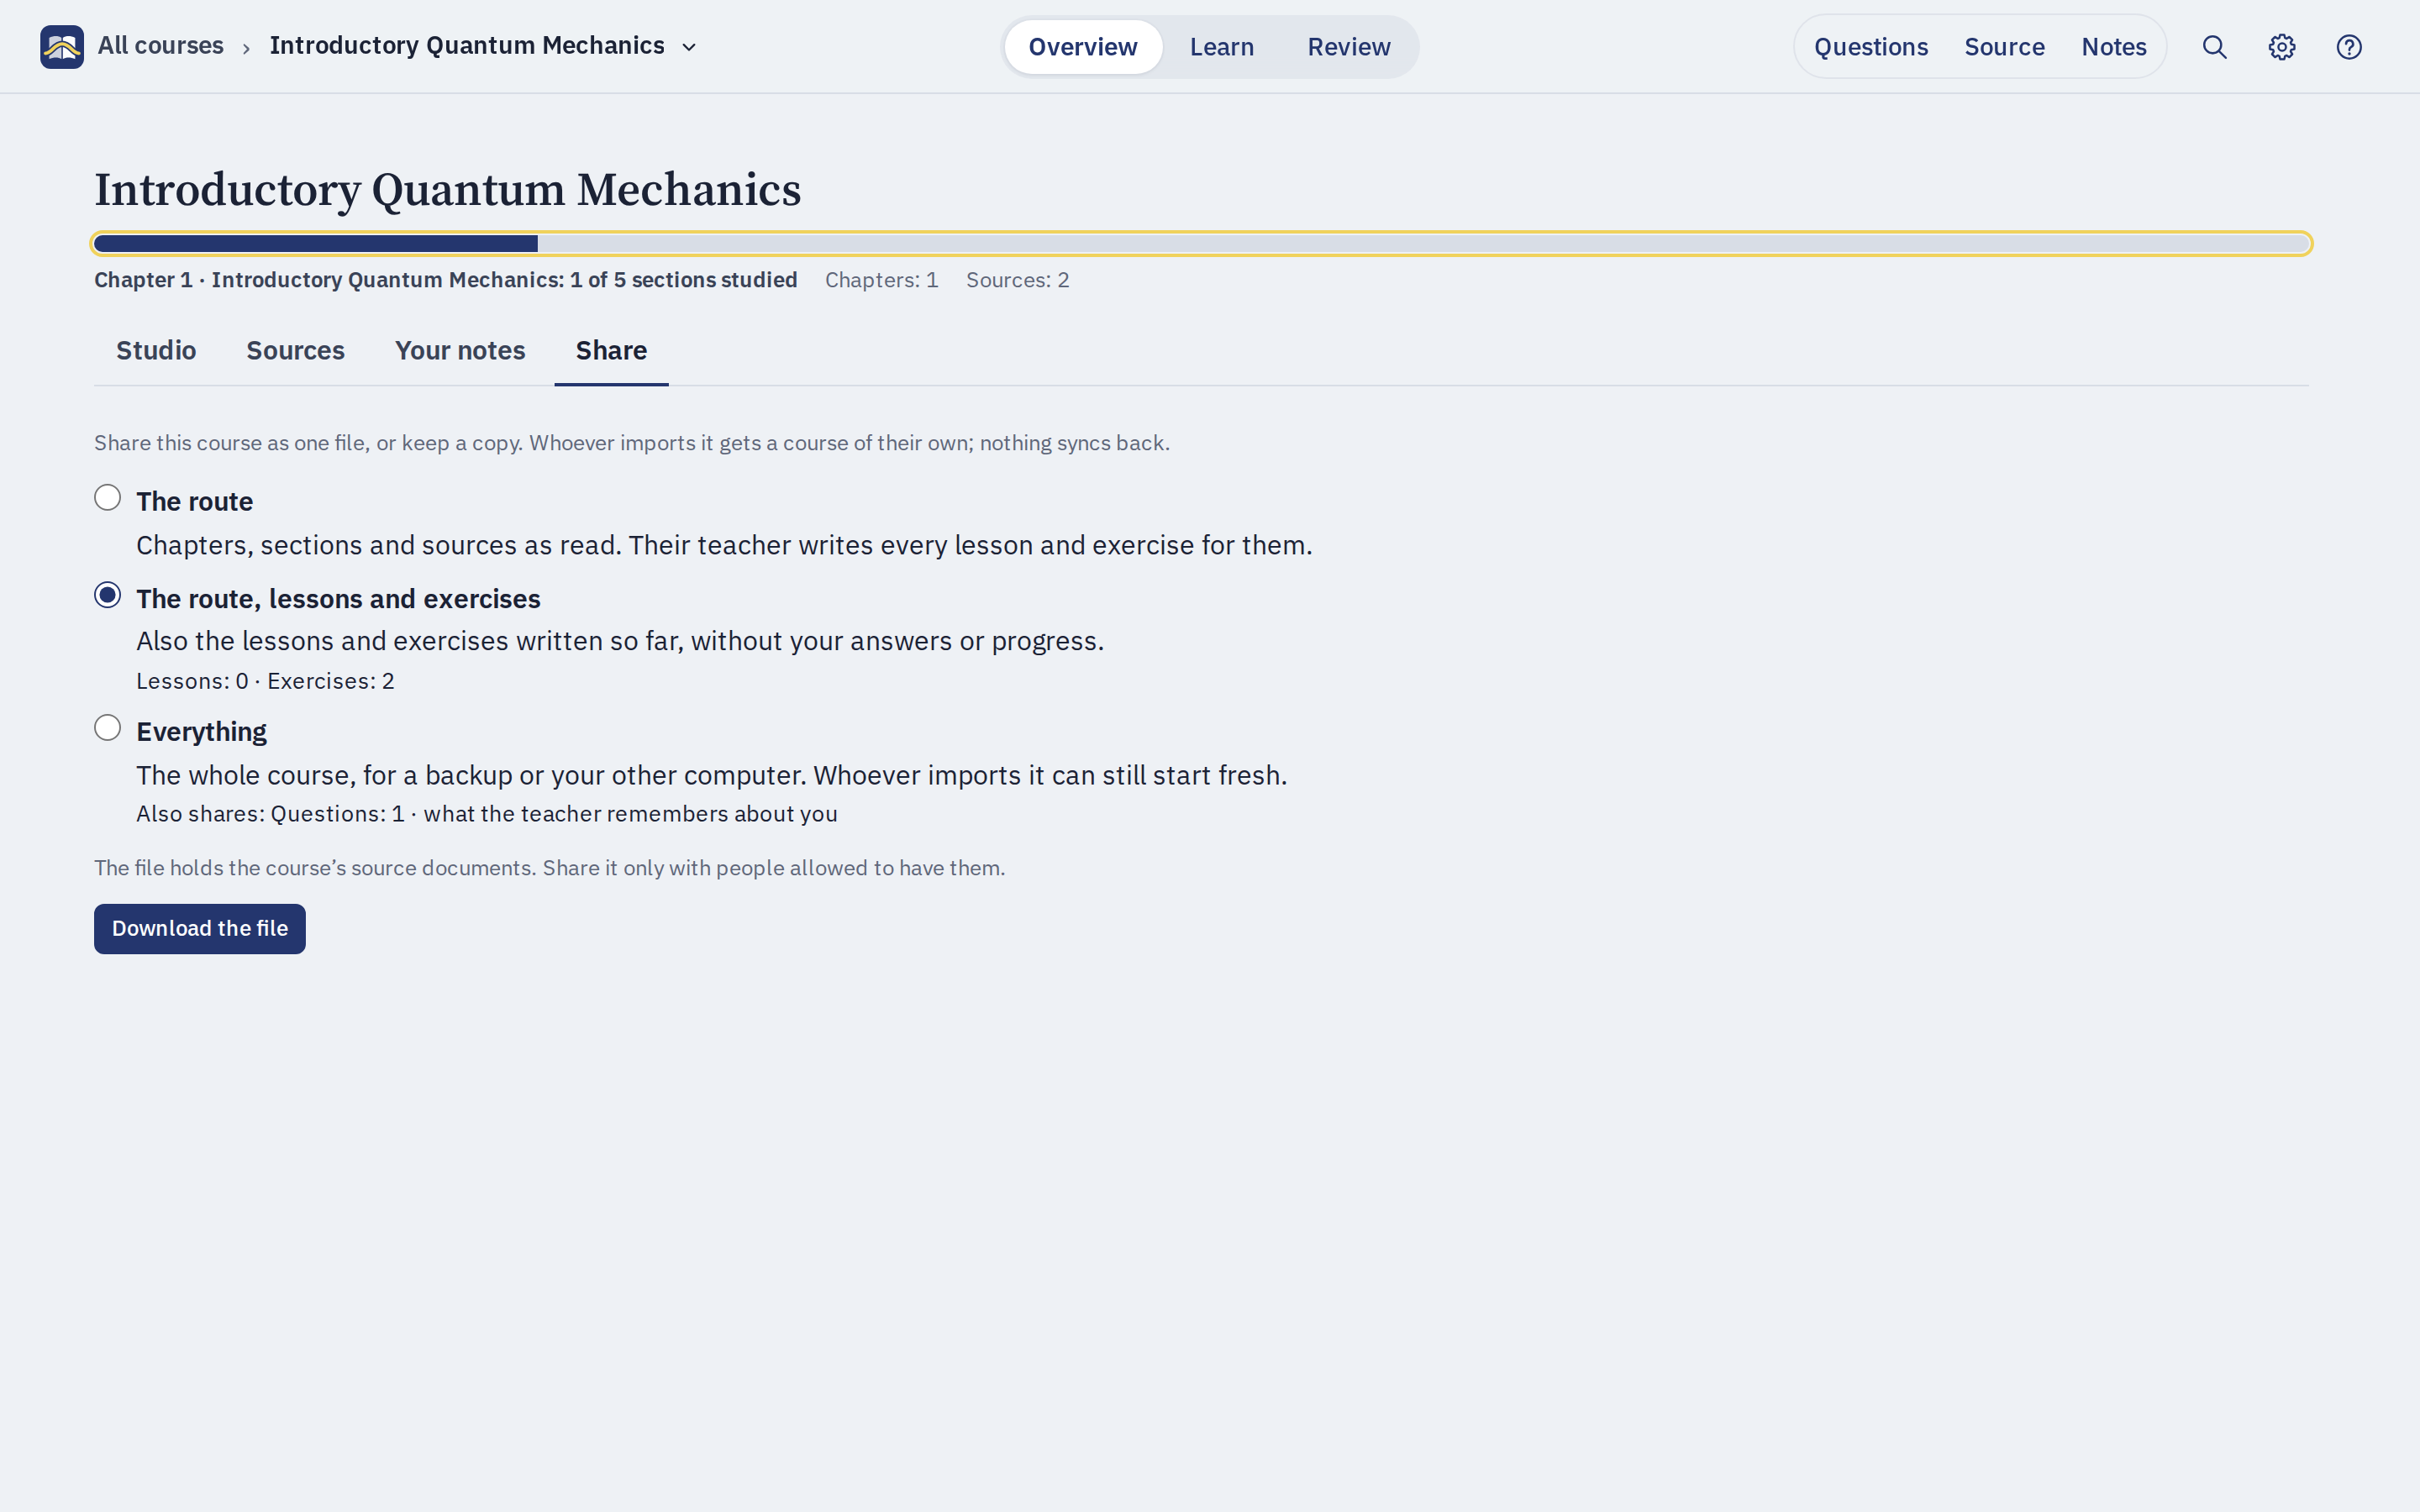 All courses › Introductory Quantum Mechanics
Overview Learn Review
Questions Source Notes
Introductory Quantum Mechanics
Chapter 1 · Introductory Quantum Mechanics: 1 of 5 sections studied Chapters: 1 Sources: 2
Studio Sources Your notes Share
Share this course as one file, or keep a copy. Whoever imports it gets a course of their own; nothing syncs back.
The route
Chapters, sections and sources as read. Their teacher writes every lesson and exercise for them.
The route, lessons and exercises
Also the lessons and exercises written so far, without your answers or progress.
Lessons: 0 · Exercises: 2
Everything
The whole course, for a backup or your other computer. Whoever imports it can still start fresh.
Also shares: Questions: 1 · what the teacher remembers about you
The file holds the course’s source documents. Share it only with people allowed to have them.
Download the file